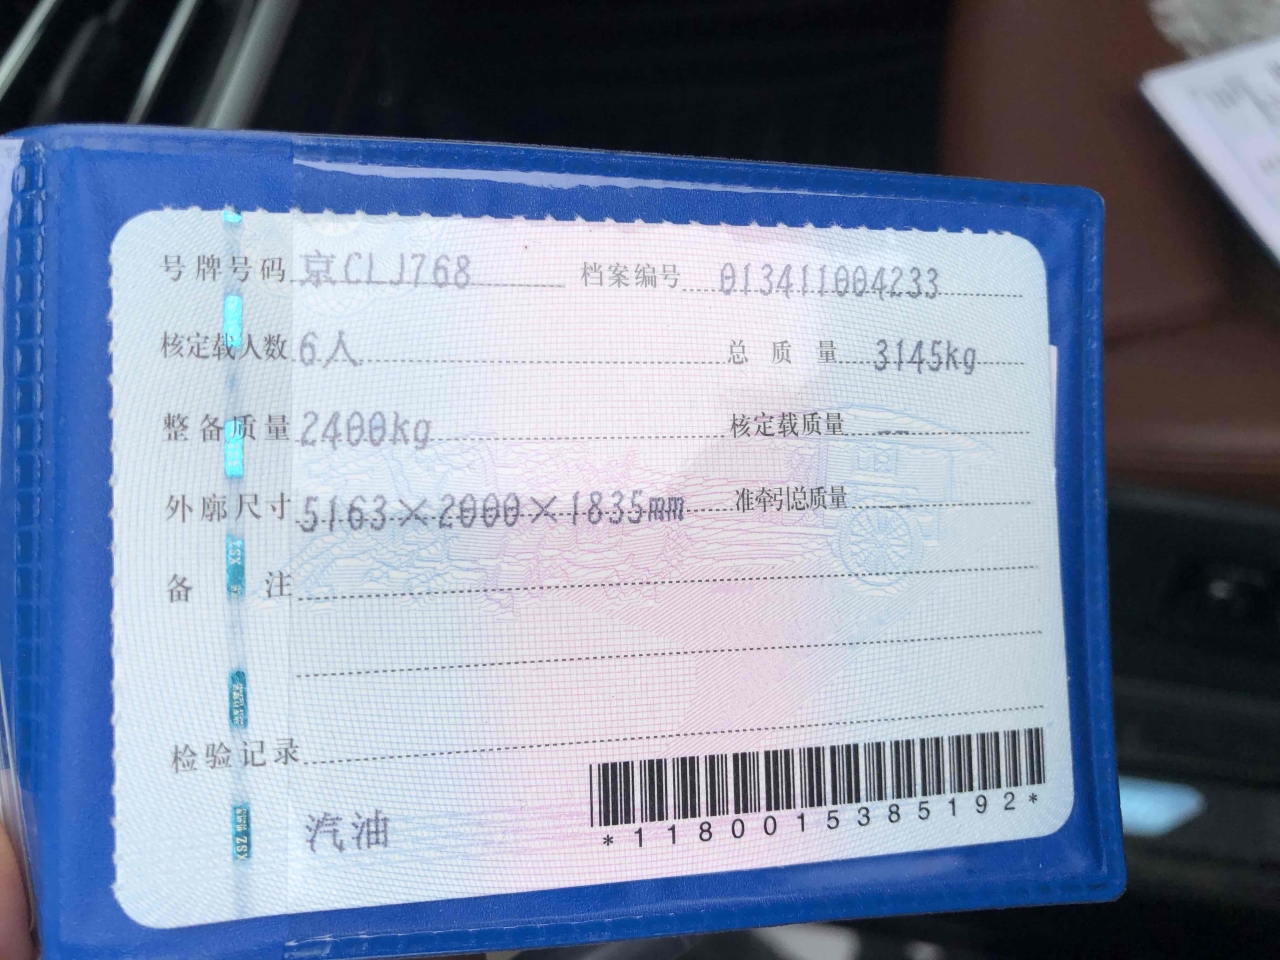 号牌号码 京CLJ768 档案编号 013411004233
核定载人数 6人 总质量 3145kg
整备质量 2400kg 核定载质量 --
外廓尺寸 5163×2000×1835mm 准牵引总质量 --
备注
检验记录
汽油
*1180015385192*
XSZ
XSZ